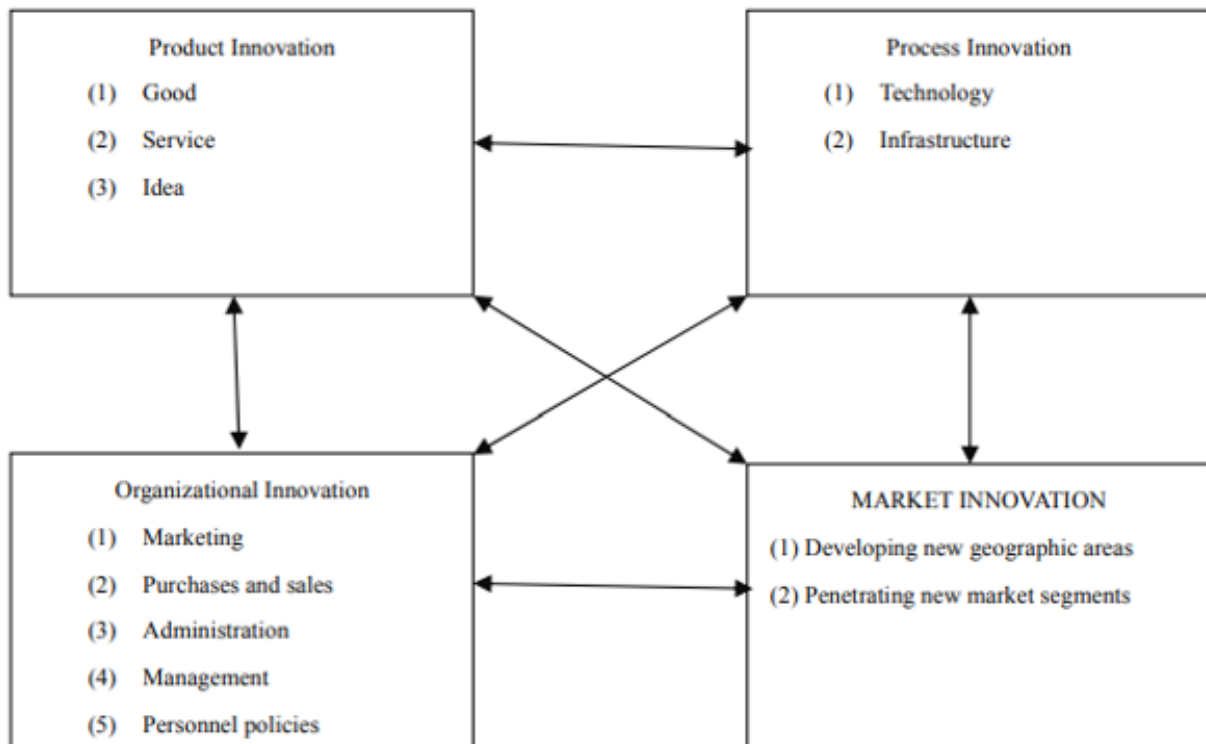 Product Innovation
(1) Good
(2) Service
(3) Idea
Process Innovation
(1) Technology
(2) Infrastructure
Organizational Innovation
(1) Marketing
(2) Purchases and sales
(3) Administration
(4) Management
(5) Personnel policies
MARKET INNOVATION
(1) Developing new geographic areas
(2) Penetrating new market segments